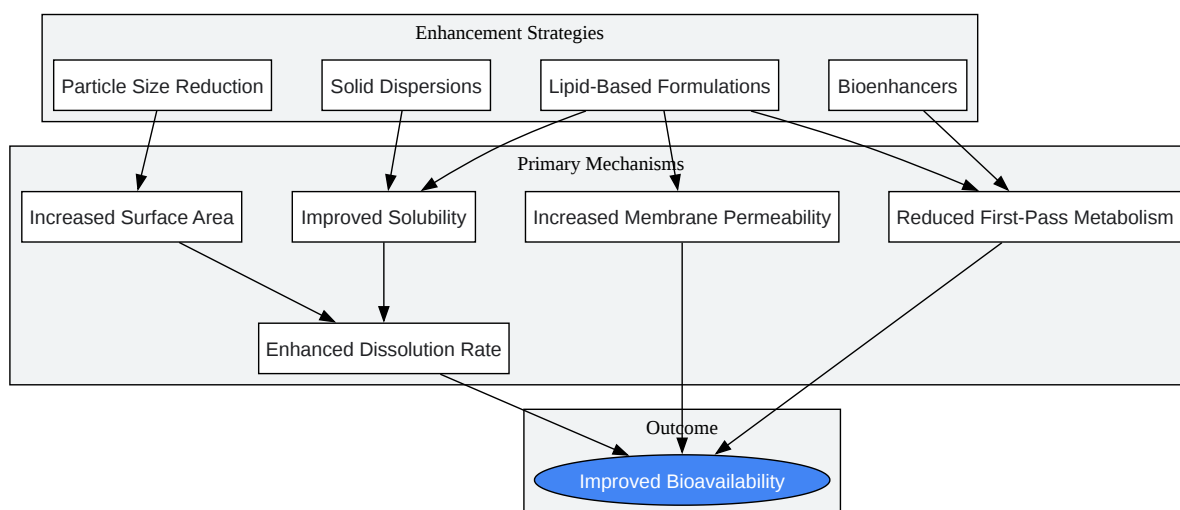 Enhancement Strategies
Particle Size Reduction
Solid Dispersions
Lipid-Based Formulations
Bioenhancers
Primary Mechanisms
Increased Surface Area
Improved Solubility
Increased Membrane Permeability
Reduced First-Pass Metabolism
Enhanced Dissolution Rate
Outcome
Improved Bioavailability